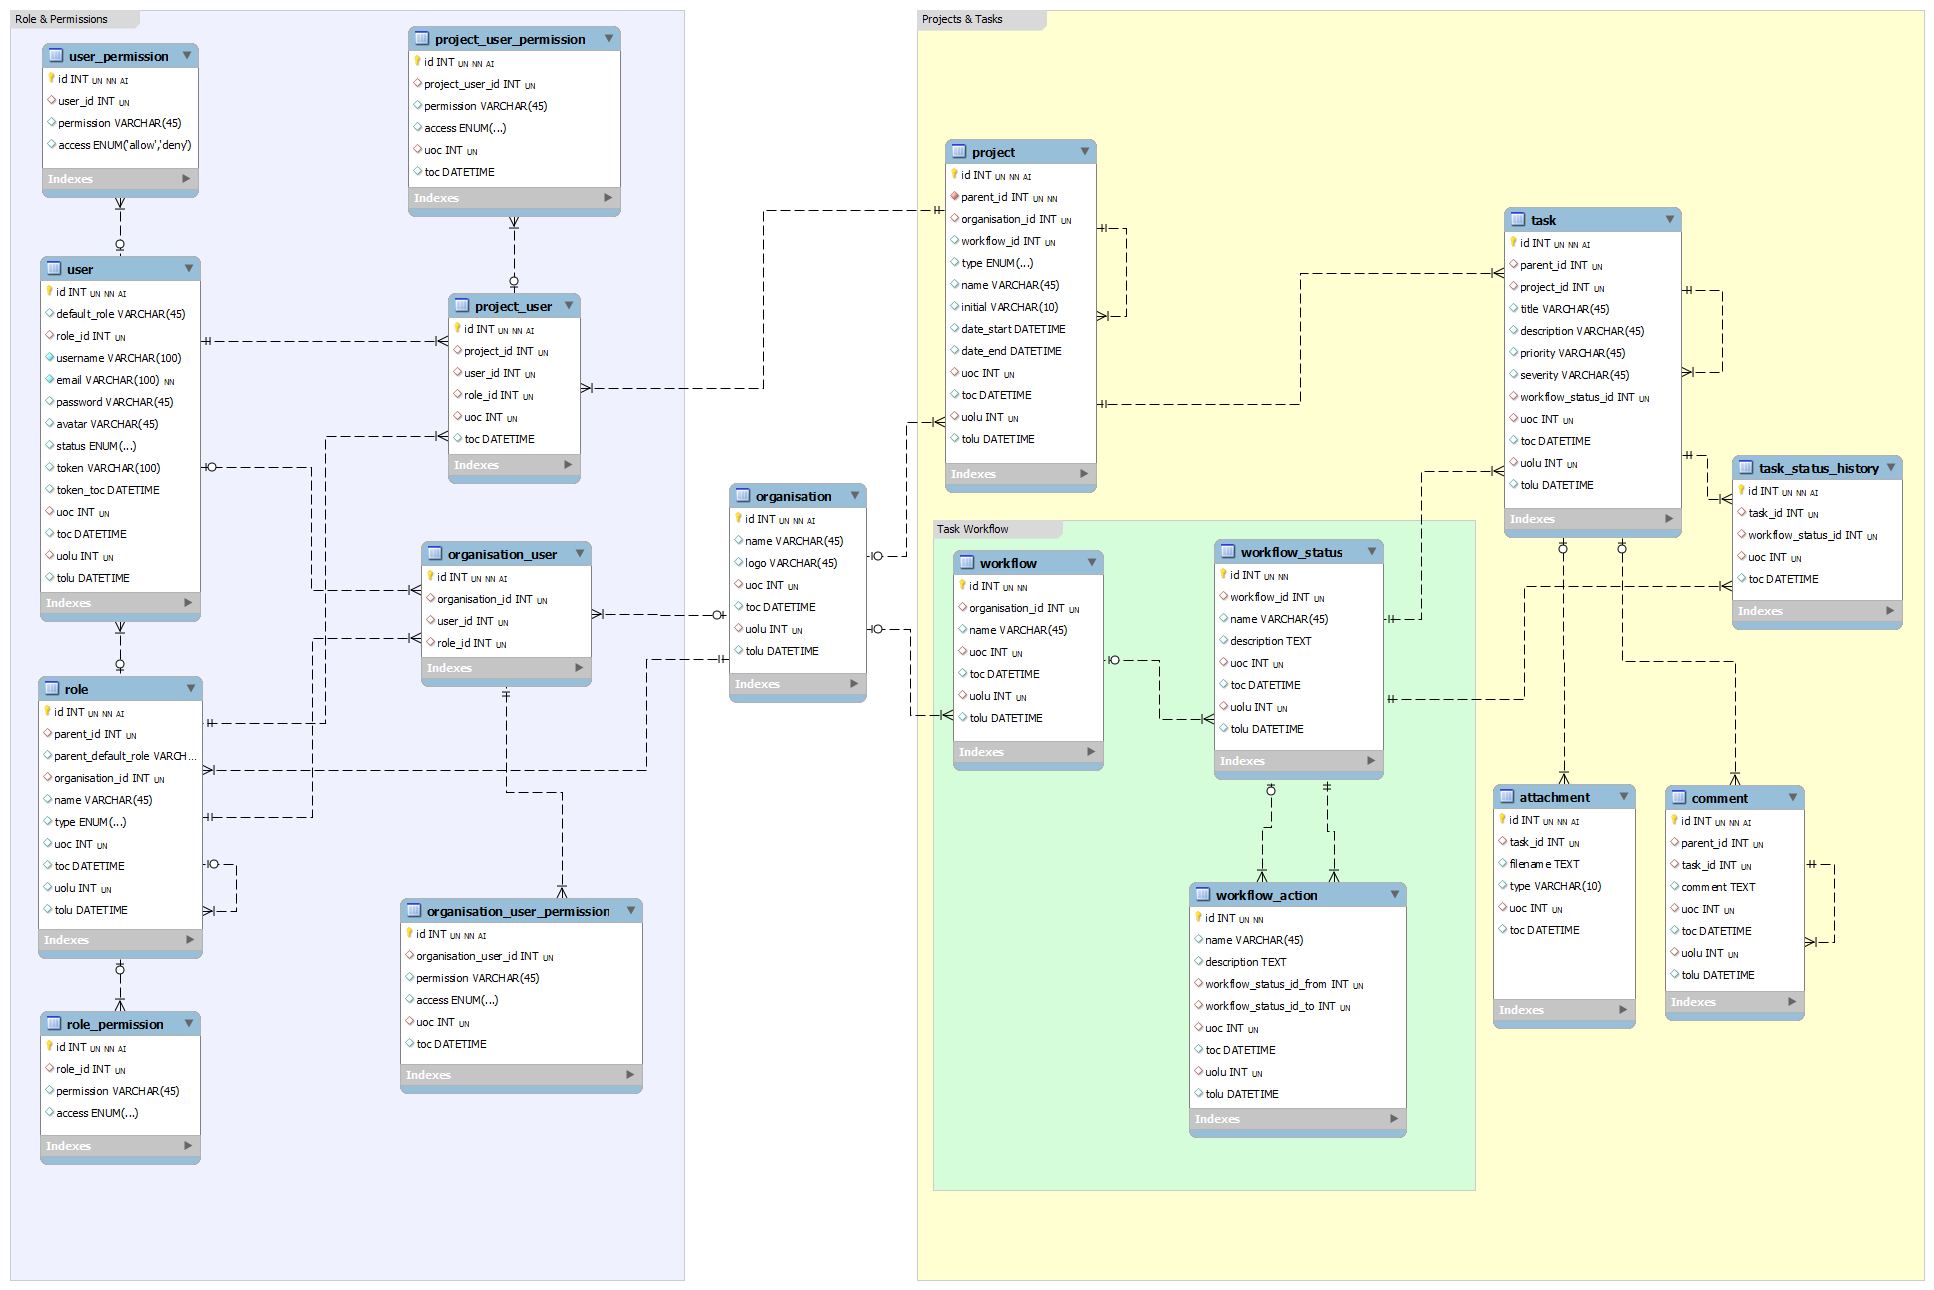 Role & Permissions
user_permission
id INT UN NN AI
user_id INT UN
permission VARCHAR(45)
access ENUM('allow','deny')
Indexes
project_user_permission
id INT UN NN AI
project_user_id INT UN
permission VARCHAR(45)
access ENUM(...)
uoc INT UN
toc DATETIME
Indexes
user
id INT UN NN AI
default_role VARCHAR(45)
role_id INT UN
username VARCHAR(100)
email VARCHAR(100) NN
password VARCHAR(45)
avatar VARCHAR(45)
status ENUM(...)
token VARCHAR(100)
token_toc DATETIME
uoc INT UN
toc DATETIME
uolu INT UN
tolu DATETIME
Indexes
project_user
id INT UN NN AI
project_id INT UN
user_id INT UN
role_id INT UN
uoc INT UN
toc DATETIME
Indexes
organisation_user
id INT UN NN AI
organisation_id INT UN
user_id INT UN
role_id INT UN
Indexes
role
id INT UN NN AI
parent_id INT UN
parent_default_role VARCH...
organisation_id INT UN
name VARCHAR(45)
type ENUM(...)
uoc INT UN
toc DATETIME
uolu INT UN
tolu DATETIME
Indexes
organisation_user_permission
id INT UN NN AI
organisation_user_id INT UN
permission VARCHAR(45)
access ENUM(...)
uoc INT UN
toc DATETIME
Indexes
role_permission
id INT UN NN AI
role_id INT UN
permission VARCHAR(45)
access ENUM(...)
Indexes
organisation
id INT UN NN AI
name VARCHAR(45)
logo VARCHAR(45)
uoc INT UN
toc DATETIME
uolu INT UN
tolu DATETIME
Indexes
Projects & Tasks
project
id INT UN NN AI
parent_id INT UN NN
organisation_id INT UN
workflow_id INT UN
type ENUM(...)
name VARCHAR(45)
initial VARCHAR(10)
date_start DATETIME
date_end DATETIME
uoc INT UN
toc DATETIME
uolu INT UN
tolu DATETIME
Indexes
task
id INT UN NN AI
parent_id INT UN
project_id INT UN
title VARCHAR(45)
description VARCHAR(45)
priority VARCHAR(45)
severity VARCHAR(45)
workflow_status_id INT UN
uoc INT UN
toc DATETIME
uolu INT UN
tolu DATETIME
Indexes
task_status_history
id INT UN NN AI
task_id INT UN
workflow_status_id INT UN
uoc INT UN
toc DATETIME
Indexes
Task Workflow
workflow
id INT UN NN
organisation_id INT UN
name VARCHAR(45)
uoc INT UN
toc DATETIME
uolu INT UN
tolu DATETIME
Indexes
workflow_status
id INT UN NN
workflow_id INT UN
name VARCHAR(45)
description TEXT
uoc INT UN
toc DATETIME
uolu INT UN
tolu DATETIME
Indexes
workflow_action
id INT UN NN
name VARCHAR(45)
description TEXT
workflow_status_id_from INT UN
workflow_status_id_to INT UN
uoc INT UN
toc DATETIME
uolu INT UN
tolu DATETIME
Indexes
attachment
id INT UN NN AI
task_id INT UN
filename TEXT
type VARCHAR(10)
uoc INT UN
toc DATETIME
Indexes
comment
id INT UN NN AI
parent_id INT UN
task_id INT UN
comment TEXT
uoc INT UN
toc DATETIME
uolu INT UN
tolu DATETIME
Indexes